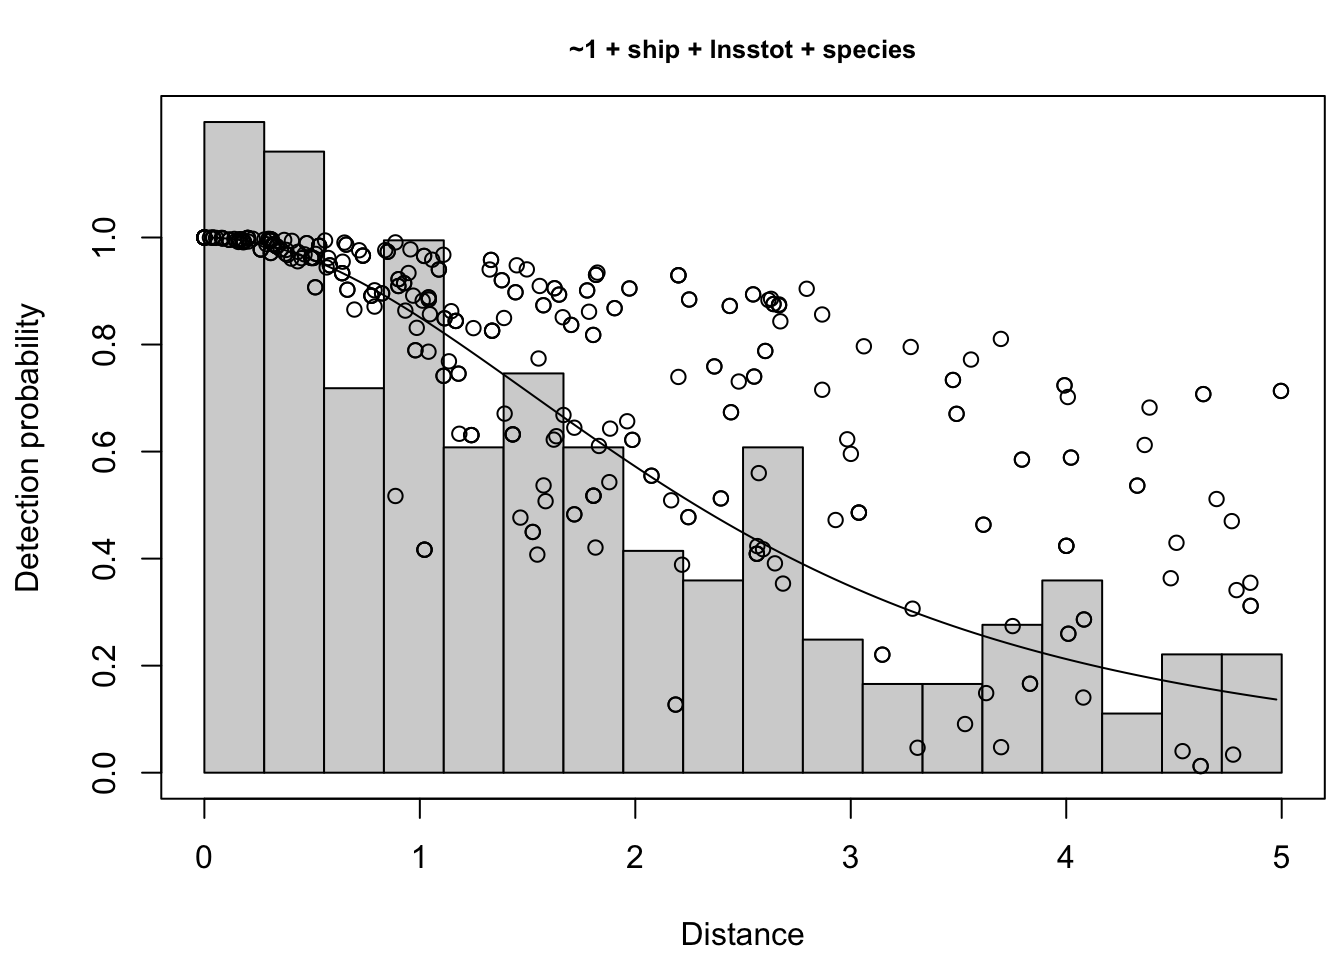 ~1 + ship + lnsstot + species
Detection probability
1.0
0.8
0.6
0.4
0.2
0.0
0 1 2 3 4 5
Distance